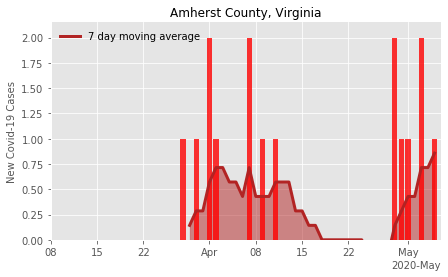 Amherst County, Virginia
7 day moving average
New Covid-19 Cases
2.00
1.75
1.50
1.25
1.00
0.75
0.50
0.25
0.00
08 15 22 Apr 08 15 22 May
2020-May